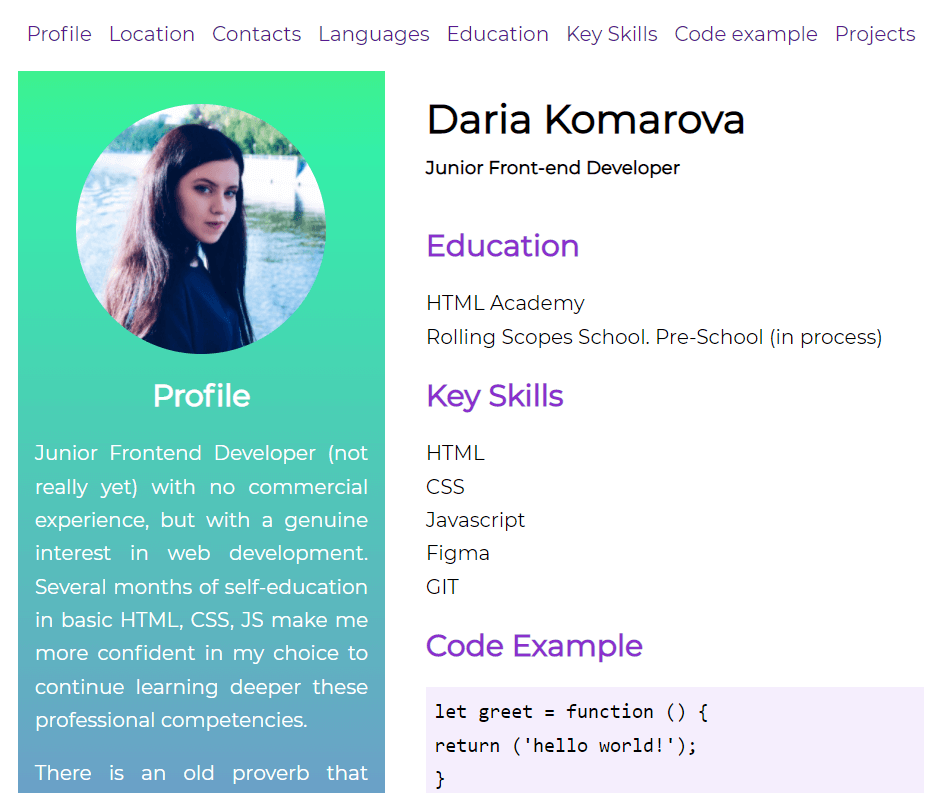 Profile Location Contacts Languages Education Key Skills Code example Projects
Profile
Junior Frontend Developer (not
really yet) with no commercial
experience, but with a genuine
interest in web development.
Several months of self-education
in basic HTML, CSS, JS make me
more confident in my choice to
continue learning deeper these
professional competencies.
There is an old proverb that
Daria Komarova
Junior Front-end Developer
Education
HTML Academy
Rolling Scopes School. Pre-School (in process)
Key Skills
HTML
CSS
Javascript
Figma
GIT
Code Example
let greet = function () {
return ('hello world!');
}